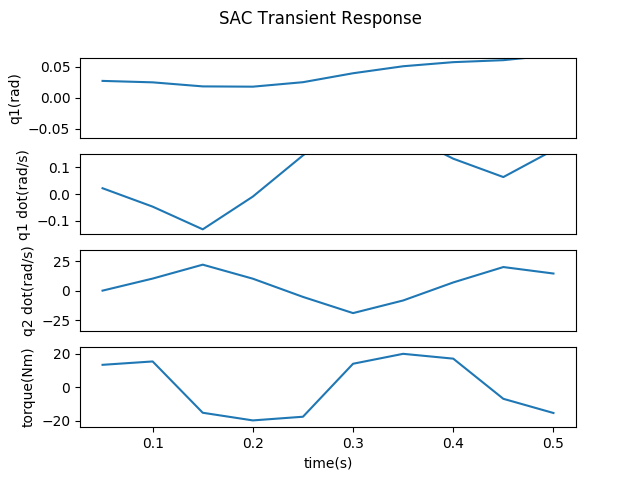 SAC Transient Response
q1(rad)
0.05
0.00
−0.05
q1 dot(rad/s)
0.1
0.0
−0.1
q2 dot(rad/s)
25
0
−25
torque(Nm)
20
0
−20
0.1 0.2 0.3 0.4 0.5
time(s)